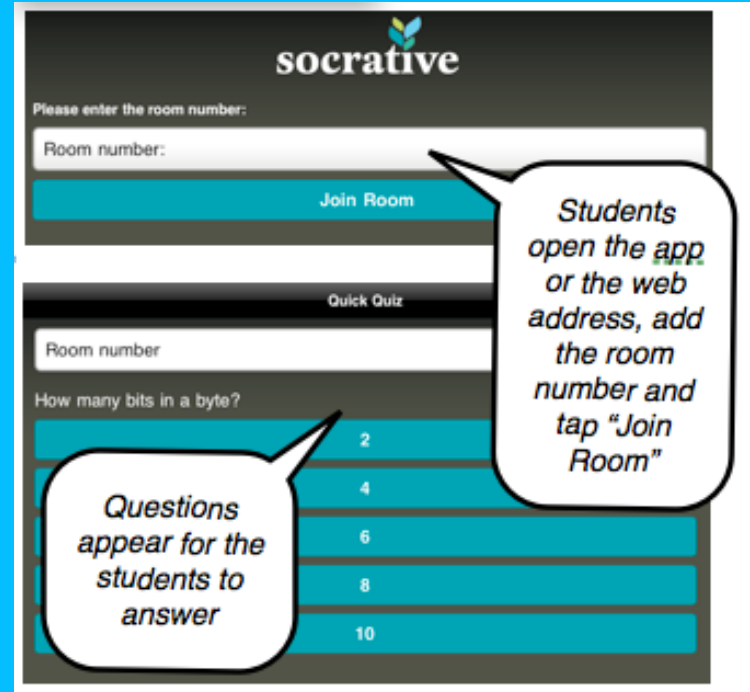 socrative
Please enter the room number:
Room number:
Join Room
Students
open the app
or the web
address, add
the room
number and
tap “Join
Room”
Quick Quiz
Room number
How many bits in a byte?
2
4
6
8
10
Questions
appear for the
students to
answer